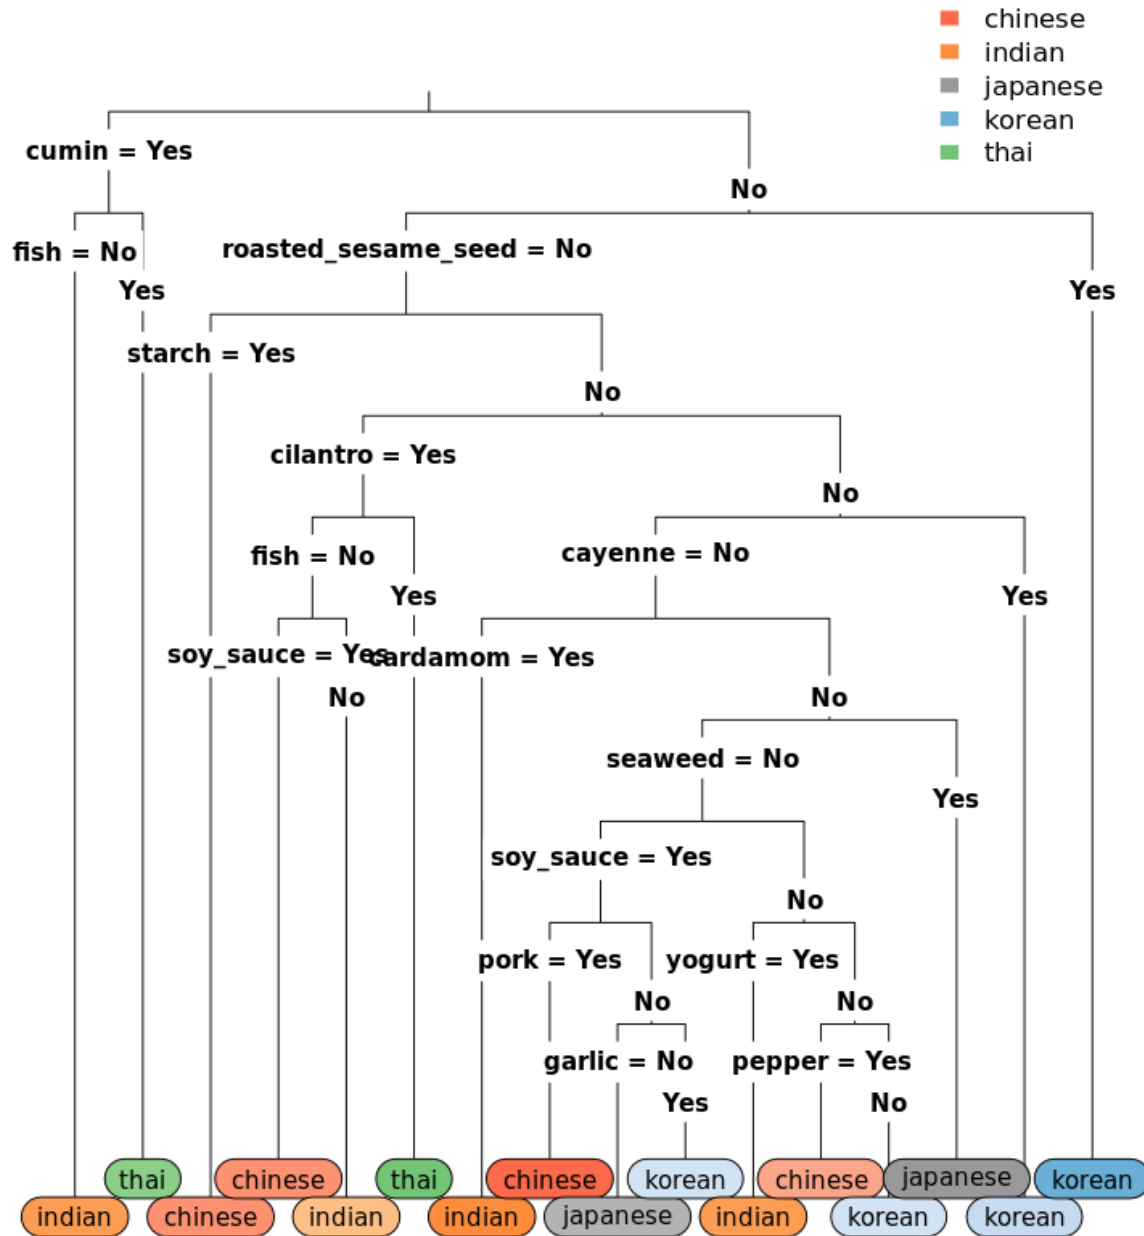 chinese
indian
japanese
korean
thai
cumin = Yes
No
fish = No
roasted_sesame_seed = No
Yes
Yes
starch = Yes
No
cilantro = Yes
No
fish = No
cayenne = No
Yes
Yes
soy_sauce = Yes
cardamom = Yes
No
No
seaweed = No
Yes
soy_sauce = Yes
No
pork = Yes
yogurt = Yes
No
No
garlic = No
pepper = Yes
Yes
No
thai
chinese
thai
chinese
korean
chinese
japanese
korean
indian
chinese
indian
indian
japanese
indian
korean
korean